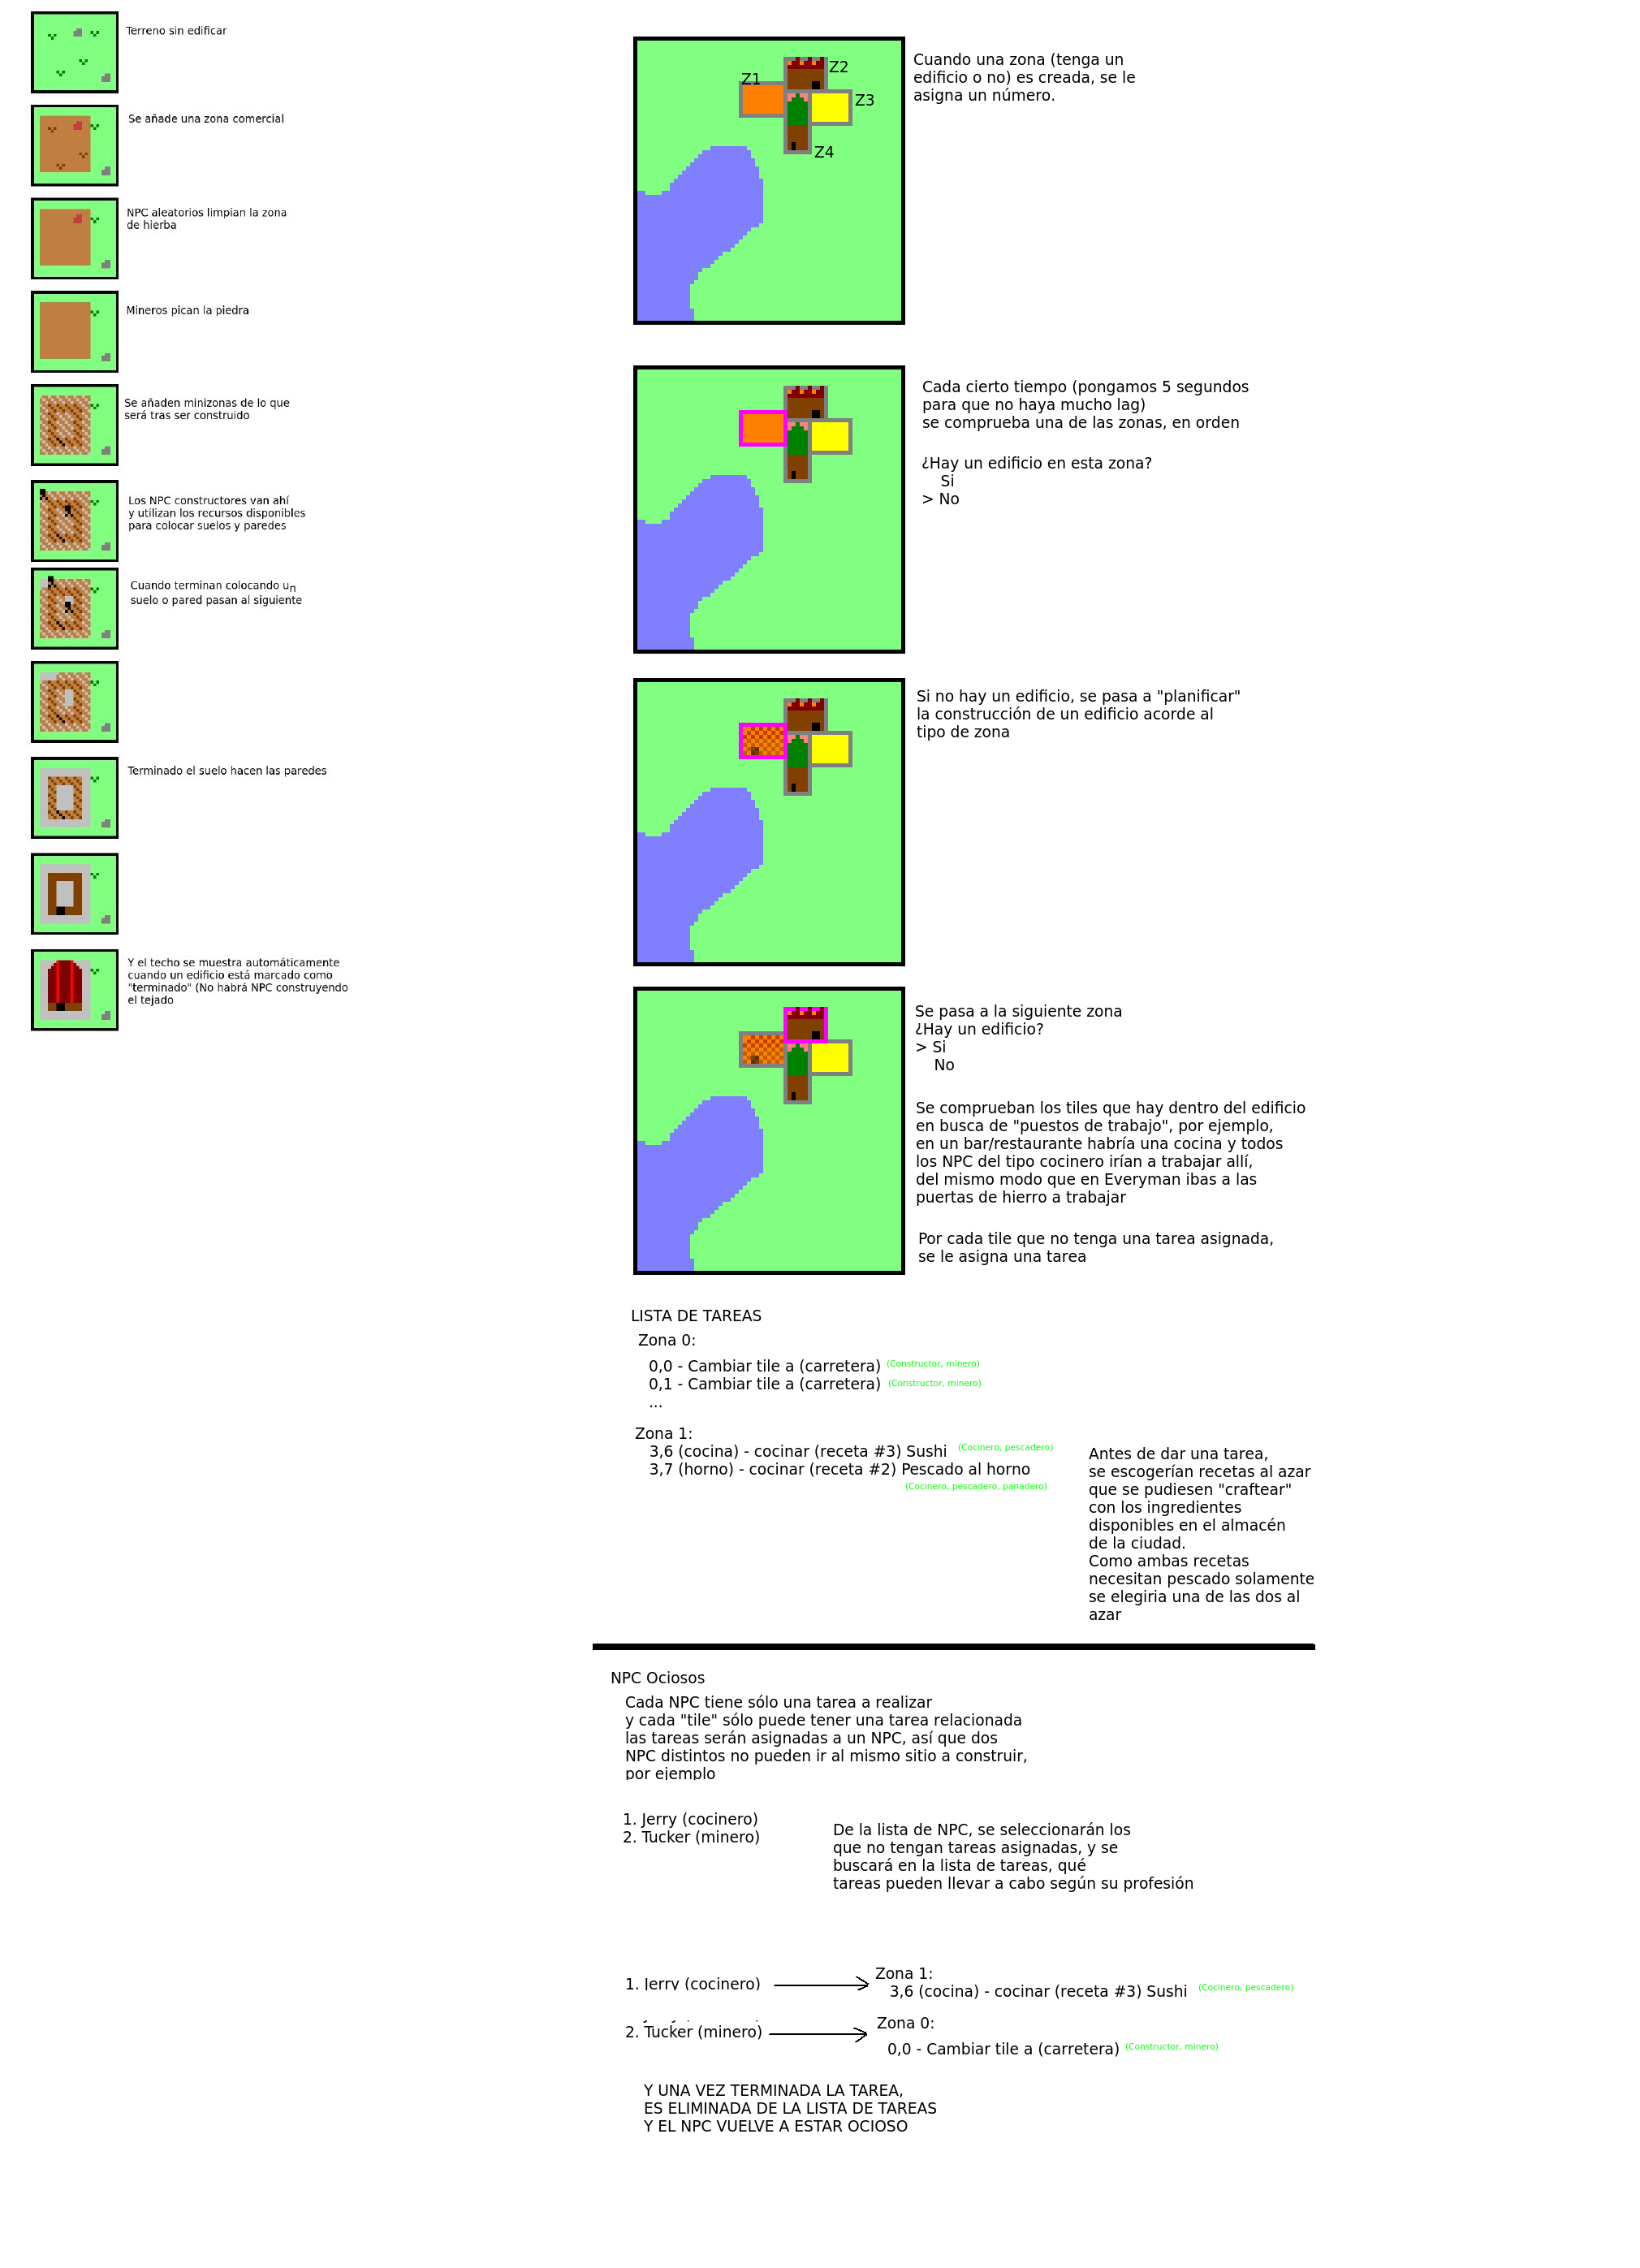 Terreno sin edificar
Se añade una zona comercial
NPC aleatorios limpian la zona
de hierba
Mineros pican la piedra
Se añaden minizonas de lo que
será tras ser construido
Los NPC constructores van ahí
y utilizan los recursos disponibles
para colocar suelos y paredes
Cuando terminan colocando un
suelo o pared pasan al siguiente
Terminado el suelo hacen las paredes
Y el techo se muestra automáticamente
cuando un edificio está marcado como
"terminado" (No habrá NPC construyendo
el tejado
Z1
Z2
Z3
Z4
Cuando una zona (tenga un
edificio o no) es creada, se le
asigna un número.
Cada cierto tiempo (pongamos 5 segundos
para que no haya mucho lag)
se comprueba una de las zonas, en orden
¿Hay un edificio en esta zona?
Si
> No
Si no hay un edificio, se pasa a "planificar"
la construcción de un edificio acorde al
tipo de zona
Se pasa a la siguiente zona
¿Hay un edificio?
> Si
No
Se comprueban los tiles que hay dentro del edificio
en busca de "puestos de trabajo", por ejemplo,
en un bar/restaurante habría una cocina y todos
los NPC del tipo cocinero irían a trabajar allí,
del mismo modo que en Everyman ibas a las
puertas de hierro a trabajar
Por cada tile que no tenga una tarea asignada,
se le asigna una tarea
LISTA DE TAREAS
Zona 0:
0,0 - Cambiar tile a (carretera) (Constructor, minero)
0,1 - Cambiar tile a (carretera) (Constructor, minero)
...
Zona 1:
3,6 (cocina) - cocinar (receta #3) Sushi (Cocinero, pescadero)
3,7 (horno) - cocinar (receta #2) Pescado al horno
(Cocinero, pescadero, panadero)
Antes de dar una tarea,
se escogerían recetas al azar
que se pudiesen "craftear"
con los ingredientes
disponibles en el almacén
de la ciudad.
Como ambas recetas
necesitan pescado solamente
se elegiria una de las dos al
azar
NPC Ociosos
Cada NPC tiene sólo una tarea a realizar
y cada "tile" sólo puede tener una tarea relacionada
las tareas serán asignadas a un NPC, así que dos
NPC distintos no pueden ir al mismo sitio a construir,
por ejemplo
1. Jerry (cocinero)
2. Tucker (minero)
De la lista de NPC, se seleccionarán los
que no tengan tareas asignadas, y se
buscará en la lista de tareas, qué
tareas pueden llevar a cabo según su profesión
1. Jerry (cocinero)
Zona 1:
3,6 (cocina) - cocinar (receta #3) Sushi (Cocinero, pescadero)
2. Tucker (minero)
Zona 0:
0,0 - Cambiar tile a (carretera) (Constructor, minero)
Y UNA VEZ TERMINADA LA TAREA,
ES ELIMINADA DE LA LISTA DE TAREAS
Y EL NPC VUELVE A ESTAR OCIOSO